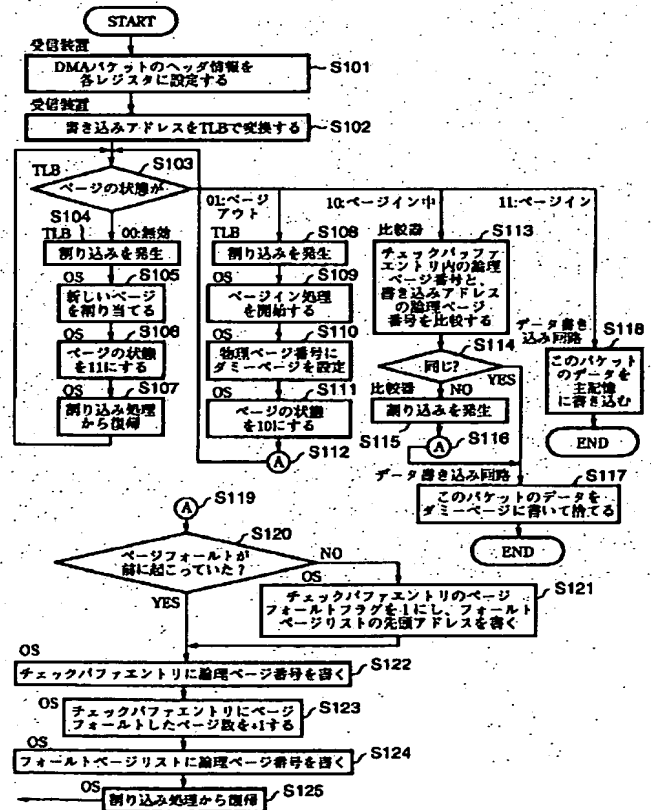 START
受信装置
DMAパケットのヘッダ情報を
各レジスタに設定する
S101
受信装置
書き込みアドレスをTLBで変換する
S102
TLB
S103
ページの状態が
S104
TLB
00:無効
割り込みを発生
OS
S105
新しいページ
を割り当てる
OS
S106
ページの状態
を11にする
OS
S107
割り込み処理
から復帰
01:ページ
アウト
TLB
S108
割り込みを発生
OS
S109
ページイン処理
を開始する
OS
S110
物理ページ番号に
ダミーページを設定
OS
S111
ページの状態
を10にする
A
S112
10:ページイン中
比較器
S113
チェックバッファ
エントリ内の論理
ページ番号と、
書き込みアドレス
の論理ページ
番号を比較する
S114
同じ?
YES
NO
比較器
割り込みを発生
S115
A
S116
データ書き込み回路
S117
このパケットのデータを
ダミーページに書いて捨てる
END
11:ページイン
データ書き
込み回路
S118
このパケット
のデータを
主記憶
に書き込む
END
A
S119
S120
ページフォールトが
前に起こっていた?
NO
YES
OS
S121
チェックバファエントリのページ
フォールトフラグを1にし、フォールト
ページリストの先頭アドレスを書く
OS
チェックバファエントリに論理ページ番号を書く
S122
OS
チェックバファエントリにページ
フォールトしたページ数を+1する
S123
OS
フォールトページリストに論理ページ番号を書く
S124
OS
割り込み処理から復帰
S125